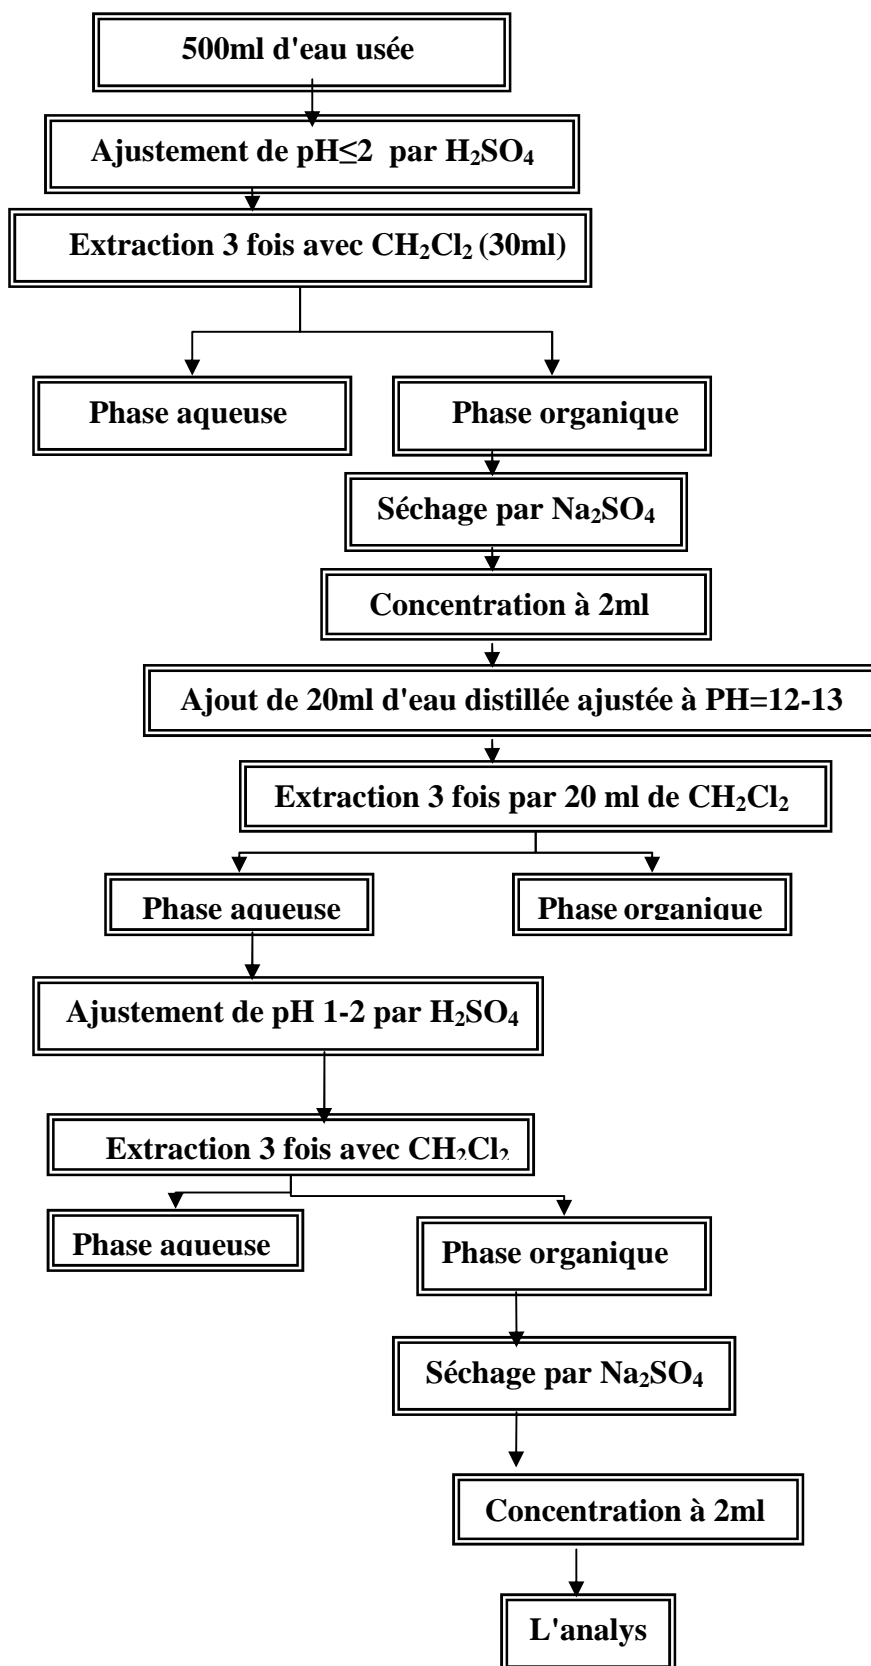 500ml d'eau usée
Ajustement de pH≤2 par H₂SO₄
Extraction 3 fois avec CH₂Cl₂ (30ml)
Phase aqueuse
Phase organique
Séchage par Na₂SO₄
Concentration à 2ml
Ajout de 20ml d'eau distillée ajustée à PH=12-13
Extraction 3 fois par 20 ml de CH₂Cl₂
Phase aqueuse
Phase organique
Ajustement de pH 1-2 par H₂SO₄
Extraction 3 fois avec CH₂Cl₂
Phase aqueuse
Phase organique
Séchage par Na₂SO₄
Concentration à 2ml
L'analys